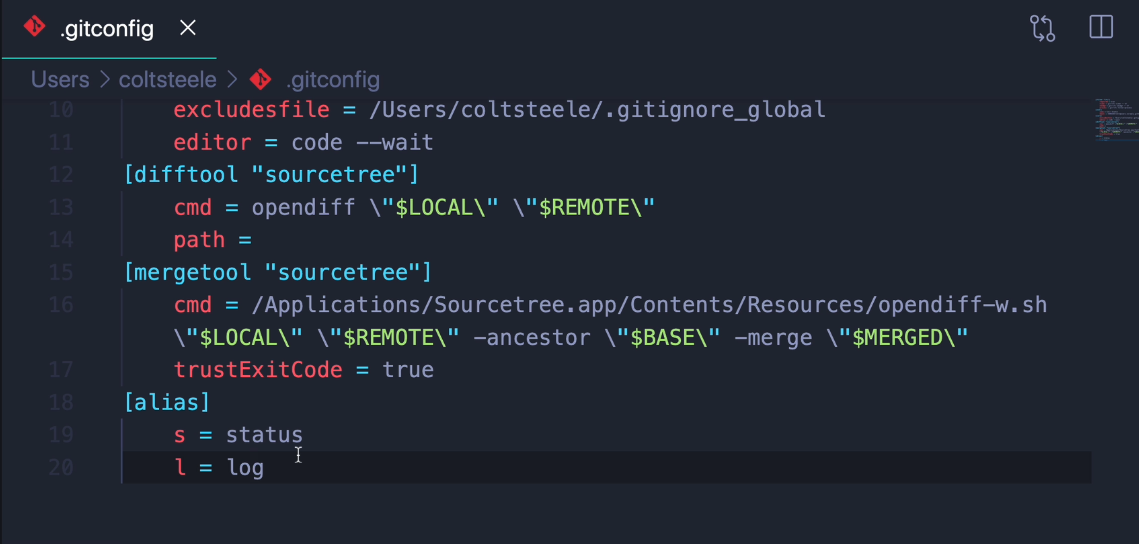 .gitconfig
Users > coltsteele > .gitconfig
10 excludesfile = /Users/coltsteele/.gitignore_global
11 editor = code --wait
12 [difftool "sourcetree"]
13 cmd = opendiff \"$LOCAL\" \"$REMOTE\"
14 path =
15 [mergetool "sourcetree"]
16 cmd = /Applications/Sourcetree.app/Contents/Resources/opendiff-w.sh
\"$LOCAL\" \"$REMOTE\" -ancestor \"$BASE\" -merge \"$MERGED\"
17 trustExitCode = true
18 [alias]
19 s = status
20 l = log